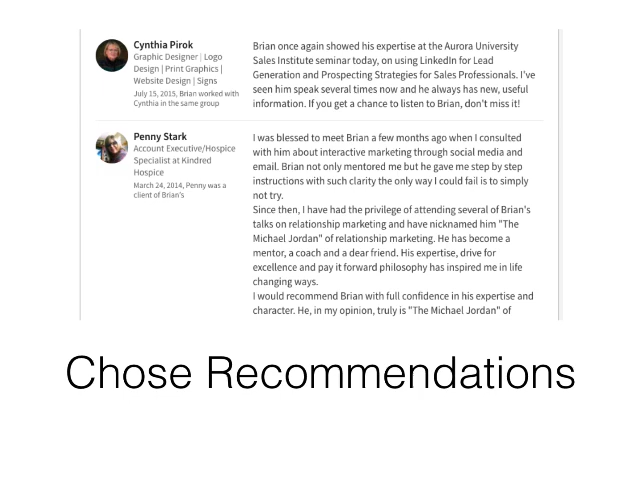 Cynthia Pirok
Graphic Designer | Logo
Design | Print Graphics |
Website Design | Signs
July 15, 2015, Brian worked with
Cynthia in the same group
Brian once again showed his expertise at the Aurora University
Sales Institute seminar today, on using LinkedIn for Lead
Generation and Prospecting Strategies for Sales Professionals. I've
seen him speak several times now and he always has new, useful
information. If you get a chance to listen to Brian, don't miss it!
Penny Stark
Account Executive/Hospice
Specialist at Kindred
Hospice
March 24, 2014, Penny was a
client of Brian's
I was blessed to meet Brian a few months ago when I consulted
with him about interactive marketing through social media and
email. Brian not only mentored me but he gave me step by step
instructions with such clarity the only way I could fail is to simply
not try.
Since then, I have had the privilege of attending several of Brian's
talks on relationship marketing and have nicknamed him "The
Michael Jordan" of relationship marketing. He has become a
mentor, a coach and a dear friend. His expertise, drive for
excellence and pay it forward philosophy has inspired me in life
changing ways.
I would recommend Brian with full confidence in his expertise and
character. He, in my opinion, truly is "The Michael Jordan" of
Chose Recommendations